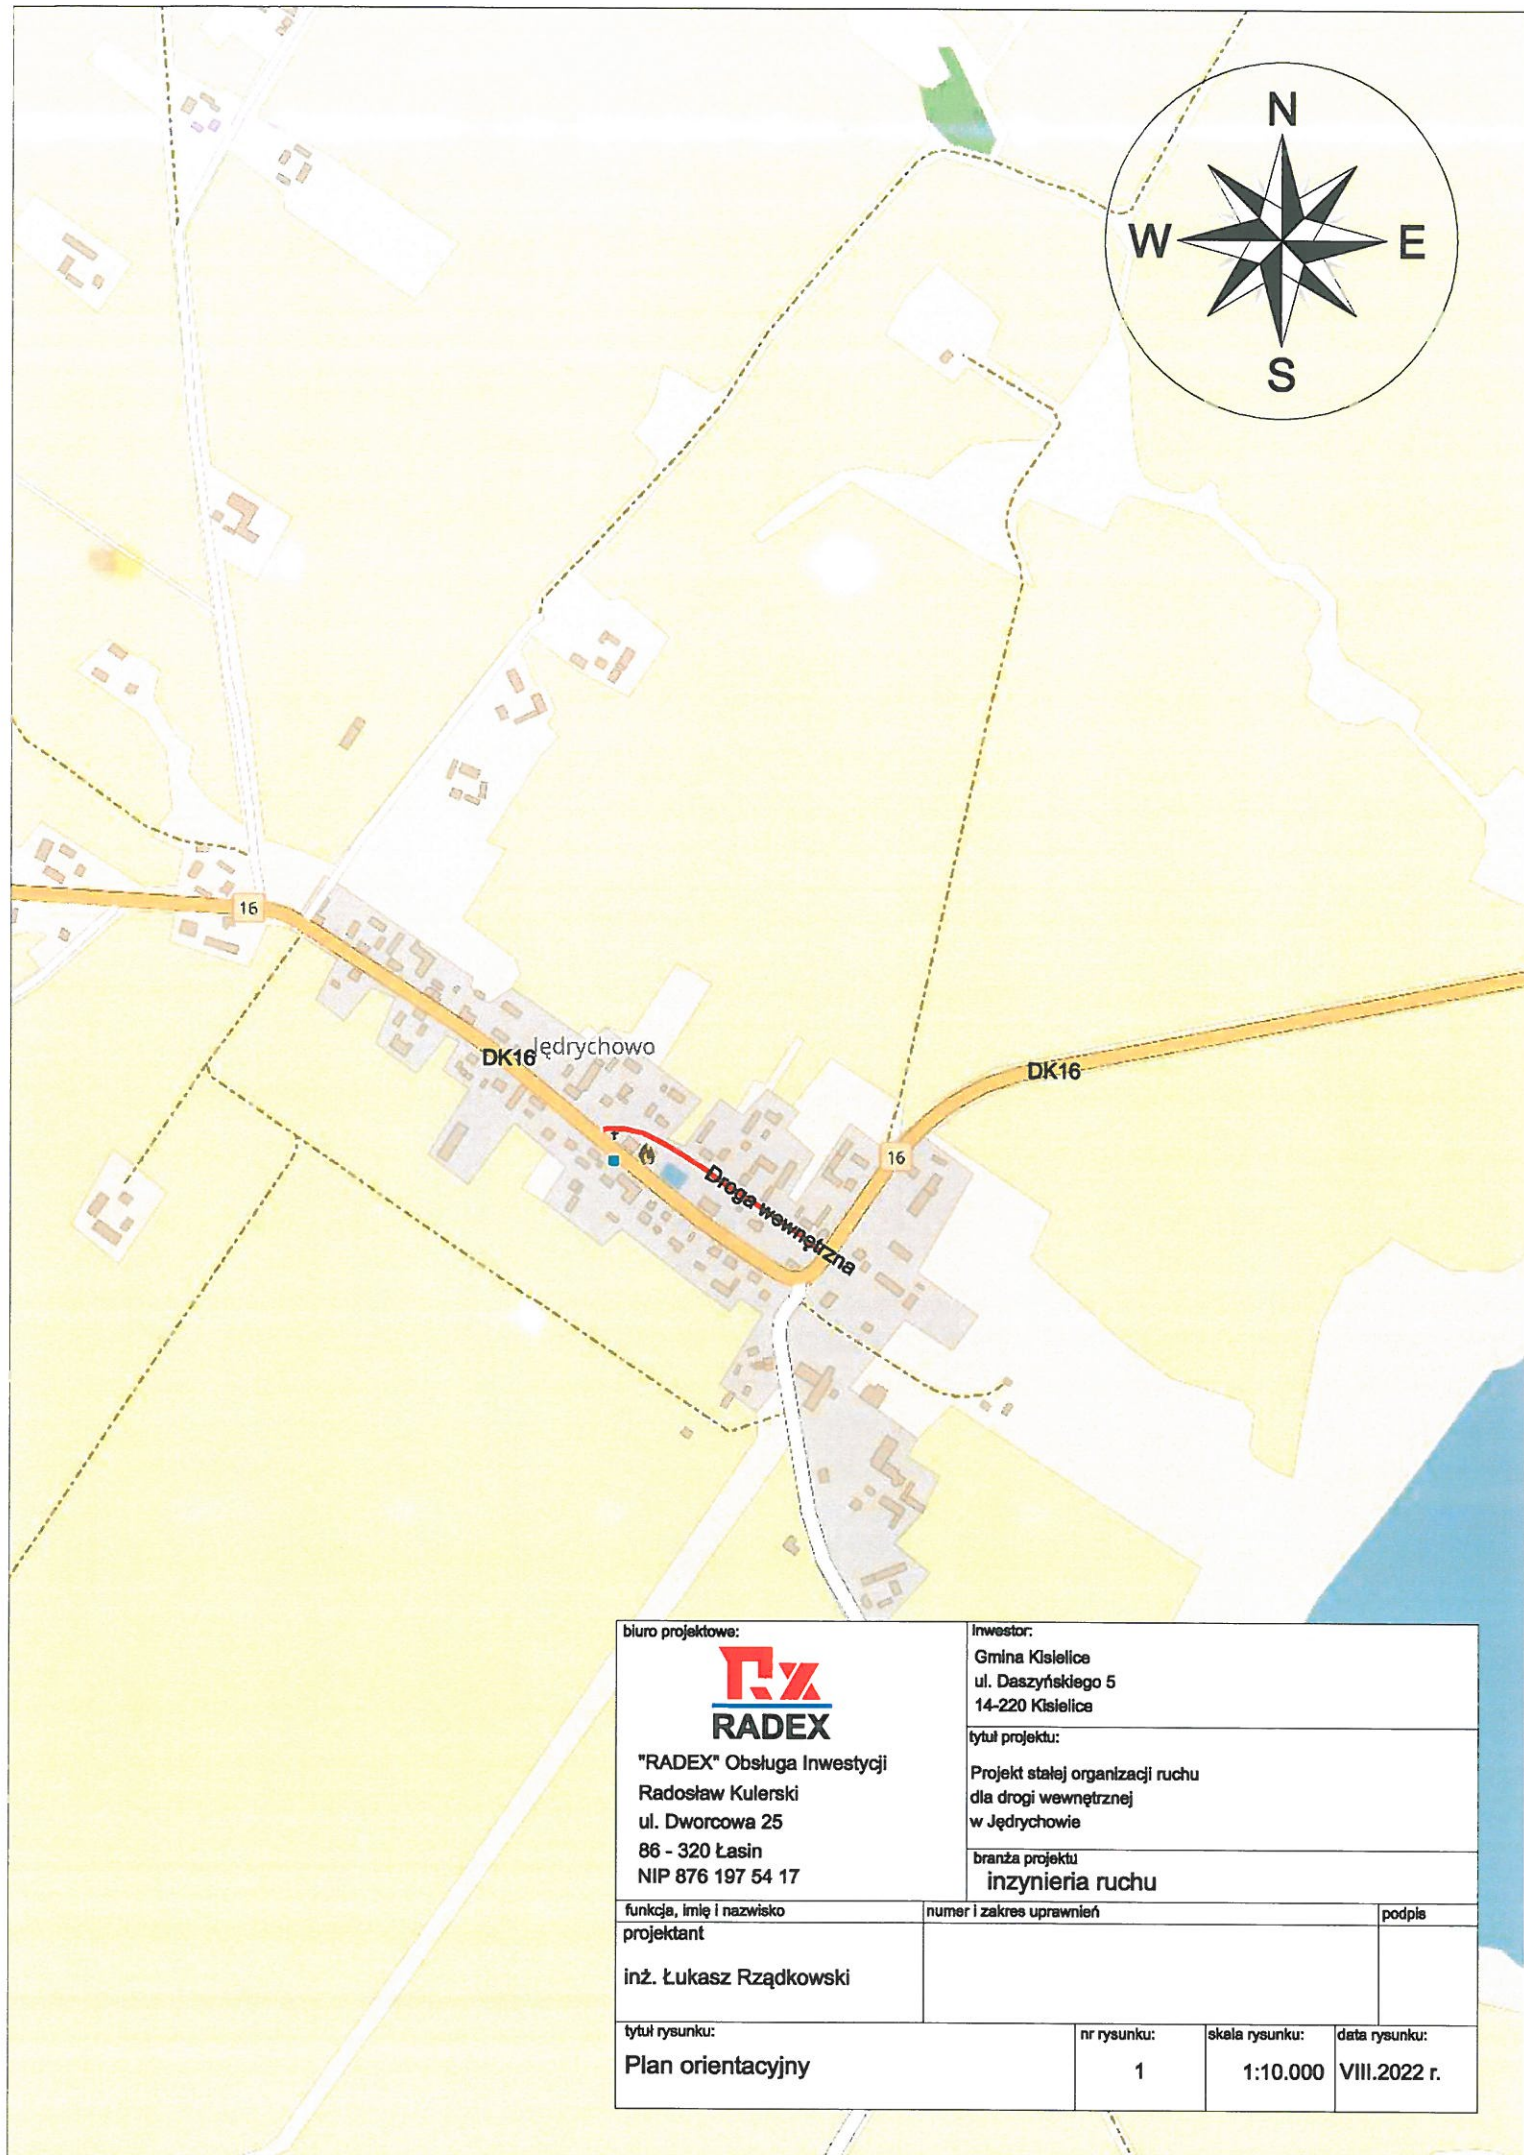 N
W
E
S
16
Jędrychowo
DK16
DK16
16
Droga wewnętrzna
biuro projektowe:
RADEX
"RADEX" Obsługa Inwestycji
Radosław Kulerski
ul. Dworcowa 25
86 - 320 Łasin
NIP 876 197 54 17
inwestor:
Gmina Kisielice
ul. Daszyńskiego 5
14-220 Kisielice
tytuł projektu:
Projekt stałej organizacji ruchu
dla drogi wewnętrznej
w Jędrychowie
branża projektu
inzynieria ruchu
funkcja, imię i nazwisko
numer i zakres uprawnień
podpis
projektant
inż. Łukasz Rządkowski
tytuł rysunku:
Plan orientacyjny
nr rysunku:
1
skala rysunku:
1:10.000
data rysunku:
VIII.2022 r.